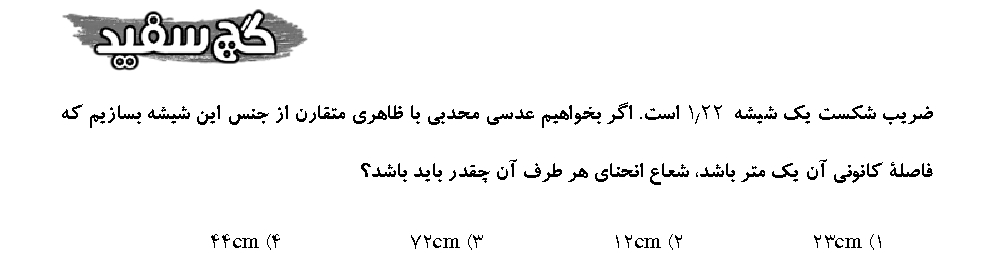 گچ سفید
ضریب شکست یک شیشه ۱٫۲۲ است. اگر بخواهیم عدسی محدبی با ظاهری متقارن از جنس این شیشه بسازیم که
فاصلهٔ کانونی آن یک متر باشد، شعاع انحنای هر طرف آن چقدر باید باشد؟
۱) ۲۳cm ۲) ۱۲cm ۳) ۷۲cm ۴) ۴۴cm